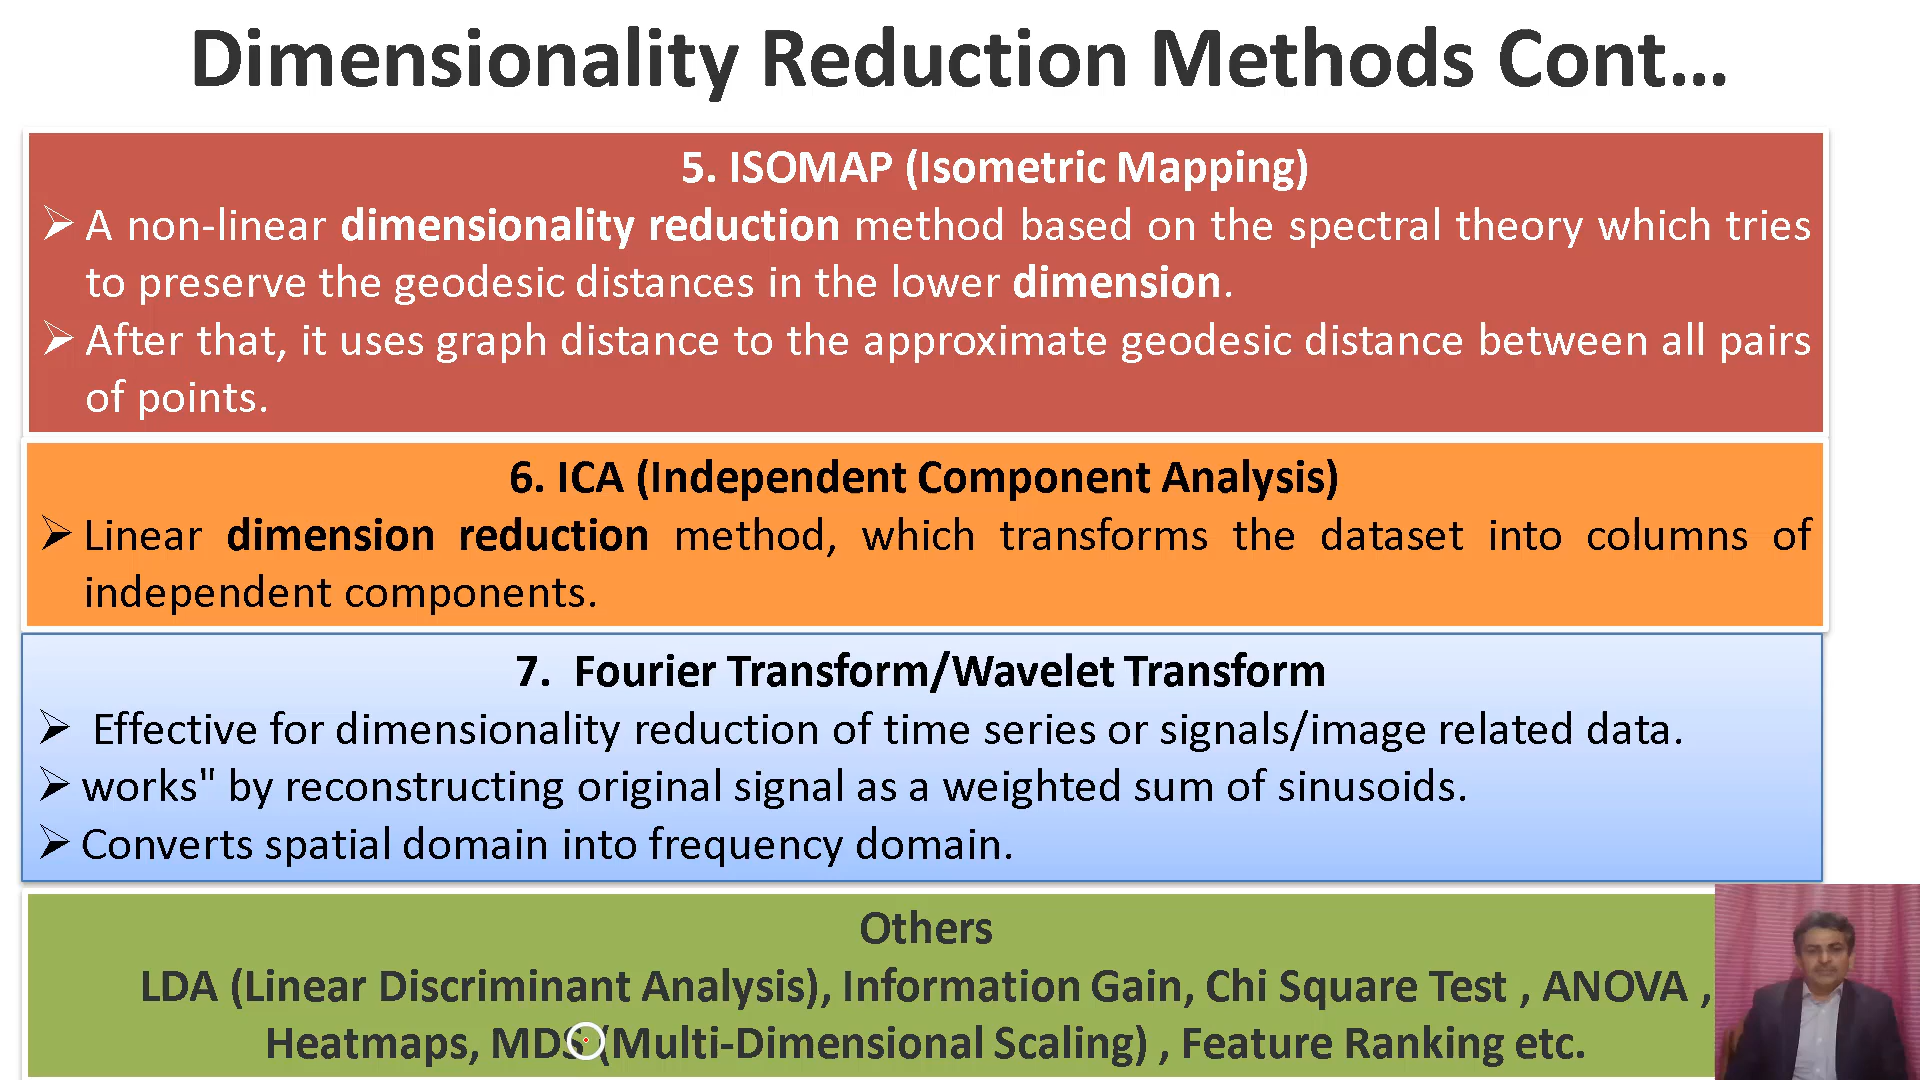 Dimensionality Reduction Methods Cont...
5. ISOMAP (Isometric Mapping)
➢ A non-linear dimensionality reduction method based on the spectral theory which tries
to preserve the geodesic distances in the lower dimension.
➢ After that, it uses graph distance to the approximate geodesic distance between all pairs
of points.
6. ICA (Independent Component Analysis)
➢ Linear dimension reduction method, which transforms the dataset into columns of
independent components.
7. Fourier Transform/Wavelet Transform
➢ Effective for dimensionality reduction of time series or signals/image related data.
➢ works" by reconstructing original signal as a weighted sum of sinusoids.
➢ Converts spatial domain into frequency domain.
Others
LDA (Linear Discriminant Analysis), Information Gain, Chi Square Test , ANOVA ,
Heatmaps, MDS (Multi-Dimensional Scaling) , Feature Ranking etc.